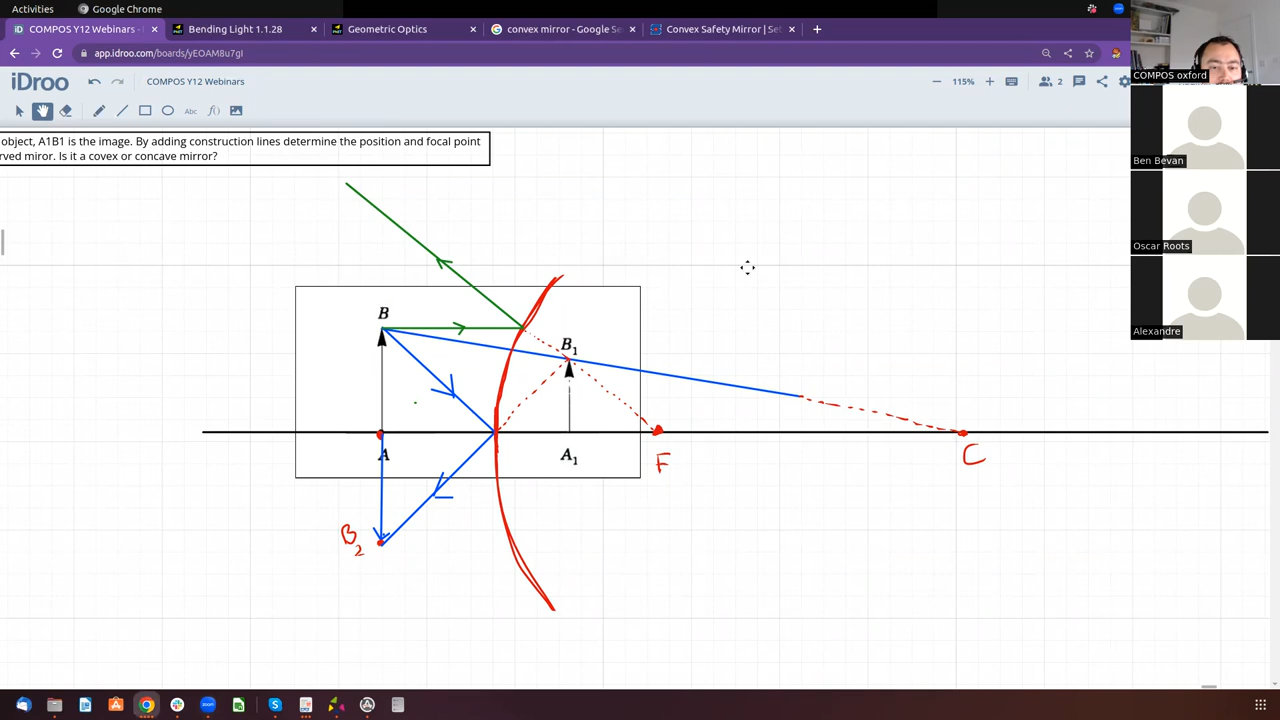 Activities
Google Chrome
COMPOS Y12 Webinars -
Bending Light 1.1.28
Geometric Optics
convex mirror - Google Se
Convex Safety Mirror | Set
app.idroo.com/boards/yEOAM8u7gI
iDroo
COMPOS Y12 Webinars
115%
2
Abc
f()
object, A1B1 is the image. By adding construction lines determine the position and focal point
rved miror. Is it a covex or concave mirror?
B
B1
A
A1
F
C
B2
COMPOS oxford
Ben Bevan
Oscar Roots
Alexandre